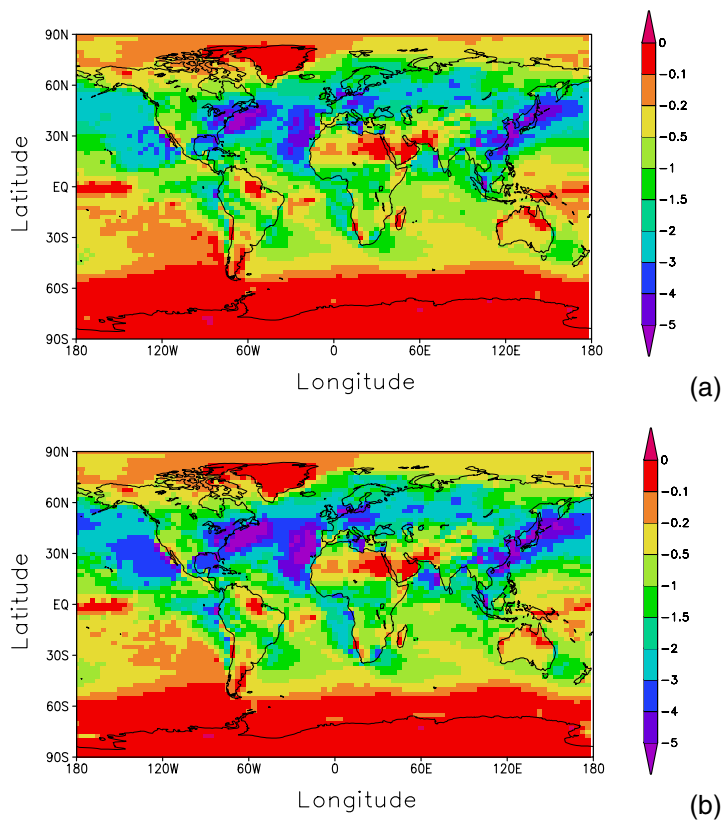 90N
60N
30N
EQ
30S
60S
90S
180 120W 60W 0 60E 120E 180
Latitude
Longitude
0
-0.1
-0.2
-0.5
-1
-1.5
-2
-3
-4
-5
(a)
90N
60N
30N
EQ
30S
60S
90S
180 120W 60W 0 60E 120E 180
Latitude
Longitude
0
-0.1
-0.2
-0.5
-1
-1.5
-2
-3
-4
-5
(b)